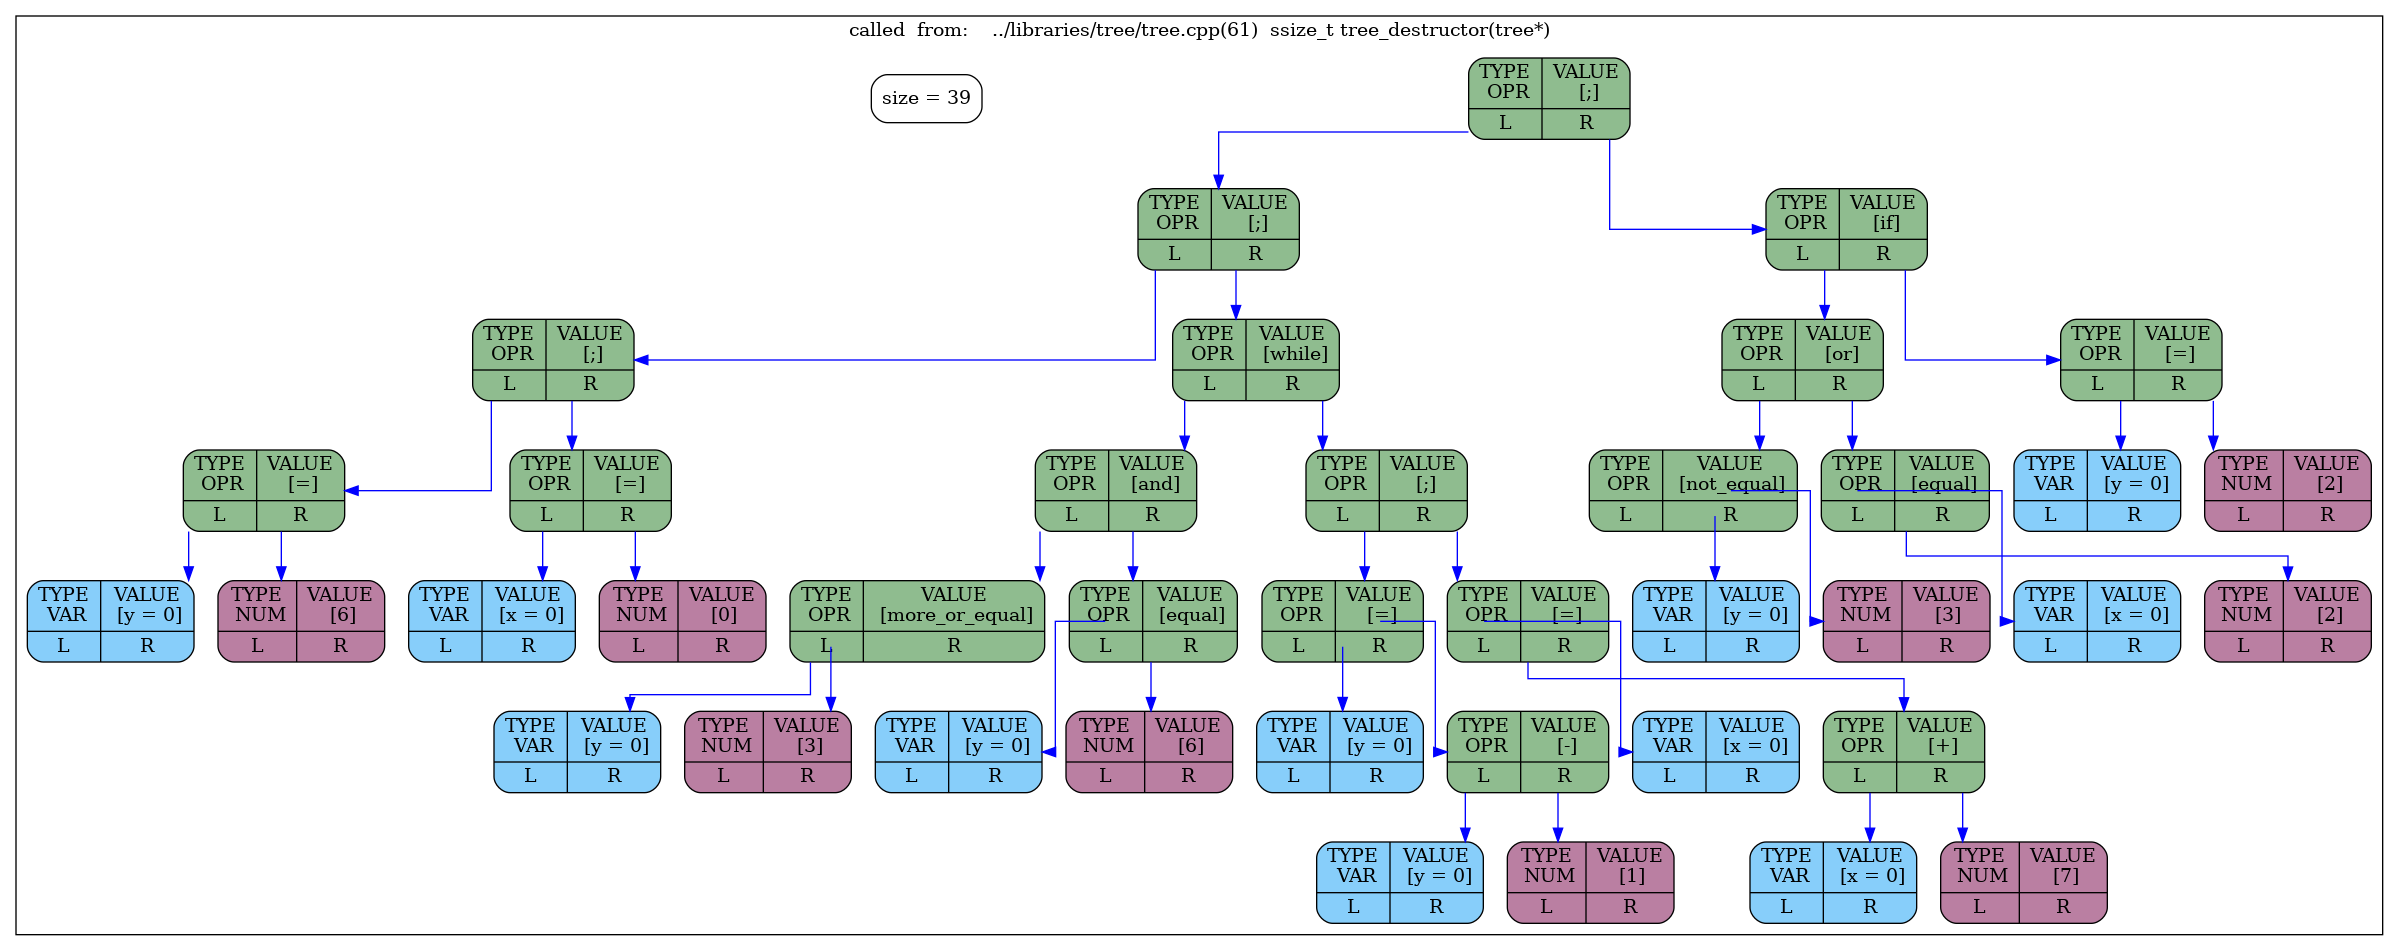 called  from:    ../libraries/tree/tree.cpp(61)  ssize_t tree_destructor(tree*)
size = 39
TYPE OPR VALUE [;] L R
TYPE OPR VALUE [;] L R
TYPE OPR VALUE [if] L R
TYPE OPR VALUE [;] L R
TYPE OPR VALUE [while] L R
TYPE OPR VALUE [or] L R
TYPE OPR VALUE [=] L R
TYPE OPR VALUE [=] L R
TYPE OPR VALUE [=] L R
TYPE OPR VALUE [and] L R
TYPE OPR VALUE [;] L R
TYPE OPR VALUE [not_equal] L R
TYPE OPR VALUE [equal] L R
TYPE VAR VALUE [y = 0] L R
TYPE NUM VALUE [2] L R
TYPE VAR VALUE [y = 0] L R
TYPE NUM VALUE [6] L R
TYPE VAR VALUE [x = 0] L R
TYPE NUM VALUE [0] L R
TYPE OPR VALUE [more_or_equal] L R
TYPE OPR VALUE [equal] L R
TYPE OPR VALUE [=] L R
TYPE OPR VALUE [=] L R
TYPE VAR VALUE [y = 0] L R
TYPE NUM VALUE [3] L R
TYPE VAR VALUE [x = 0] L R
TYPE NUM VALUE [2] L R
TYPE VAR VALUE [y = 0] L R
TYPE NUM VALUE [3] L R
TYPE VAR VALUE [y = 0] L R
TYPE NUM VALUE [6] L R
TYPE VAR VALUE [y = 0] L R
TYPE OPR VALUE [-] L R
TYPE VAR VALUE [x = 0] L R
TYPE OPR VALUE [+] L R
TYPE VAR VALUE [y = 0] L R
TYPE NUM VALUE [1] L R
TYPE VAR VALUE [x = 0] L R
TYPE NUM VALUE [7] L R